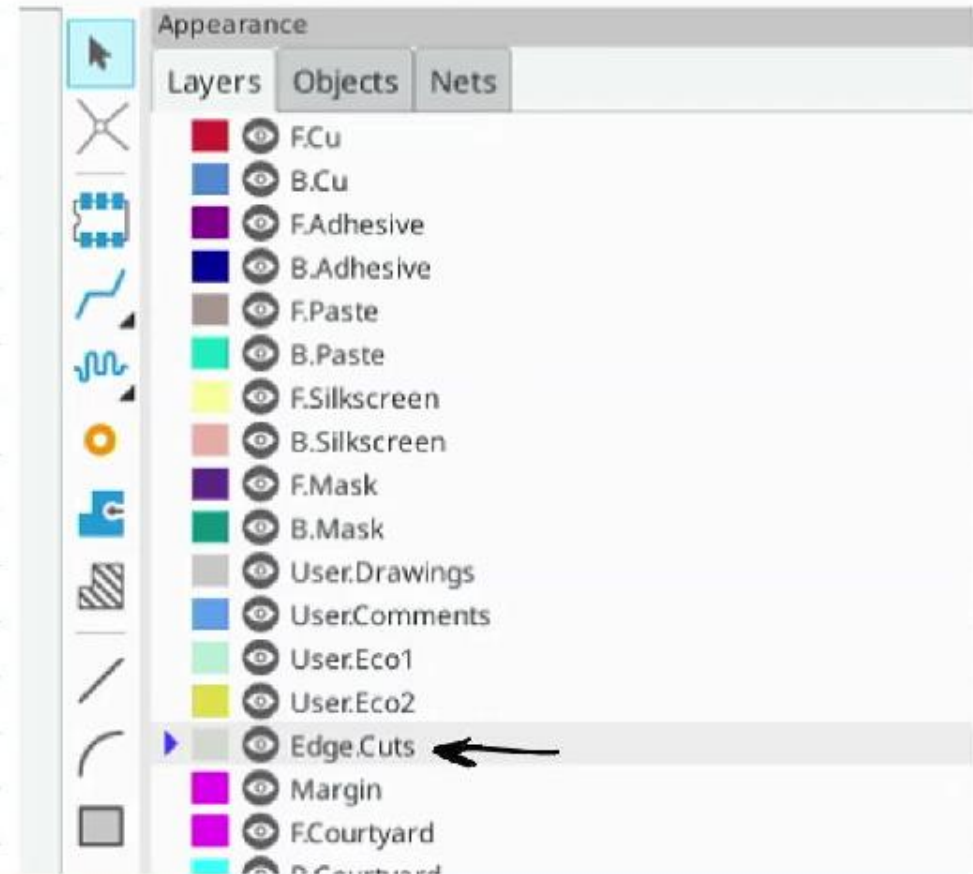 Appearance
Layers Objects Nets
F.Cu
B.Cu
F.Adhesive
B.Adhesive
F.Paste
B.Paste
F.Silkscreen
B.Silkscreen
F.Mask
B.Mask
User.Drawings
User.Comments
User.Eco1
User.Eco2
Edge.Cuts
Margin
F.Courtyard